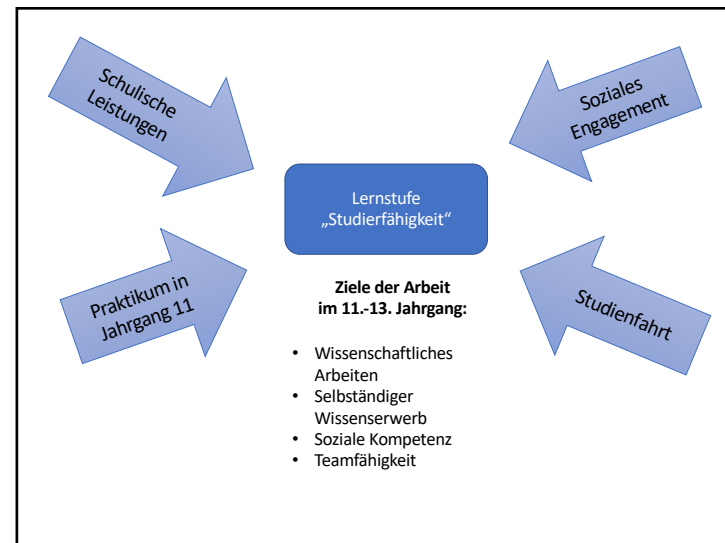 Schulische
Leistungen
Soziales
Engagement
Lernstufe
„Studierfähigkeit“
Praktikum in
Jahrgang 11
Studienfahrt
Ziele der Arbeit
im 11.-13. Jahrgang:
• Wissenschaftliches
Arbeiten
• Selbständiger
Wissenserwerb
• Soziale Kompetenz
• Teamfähigkeit